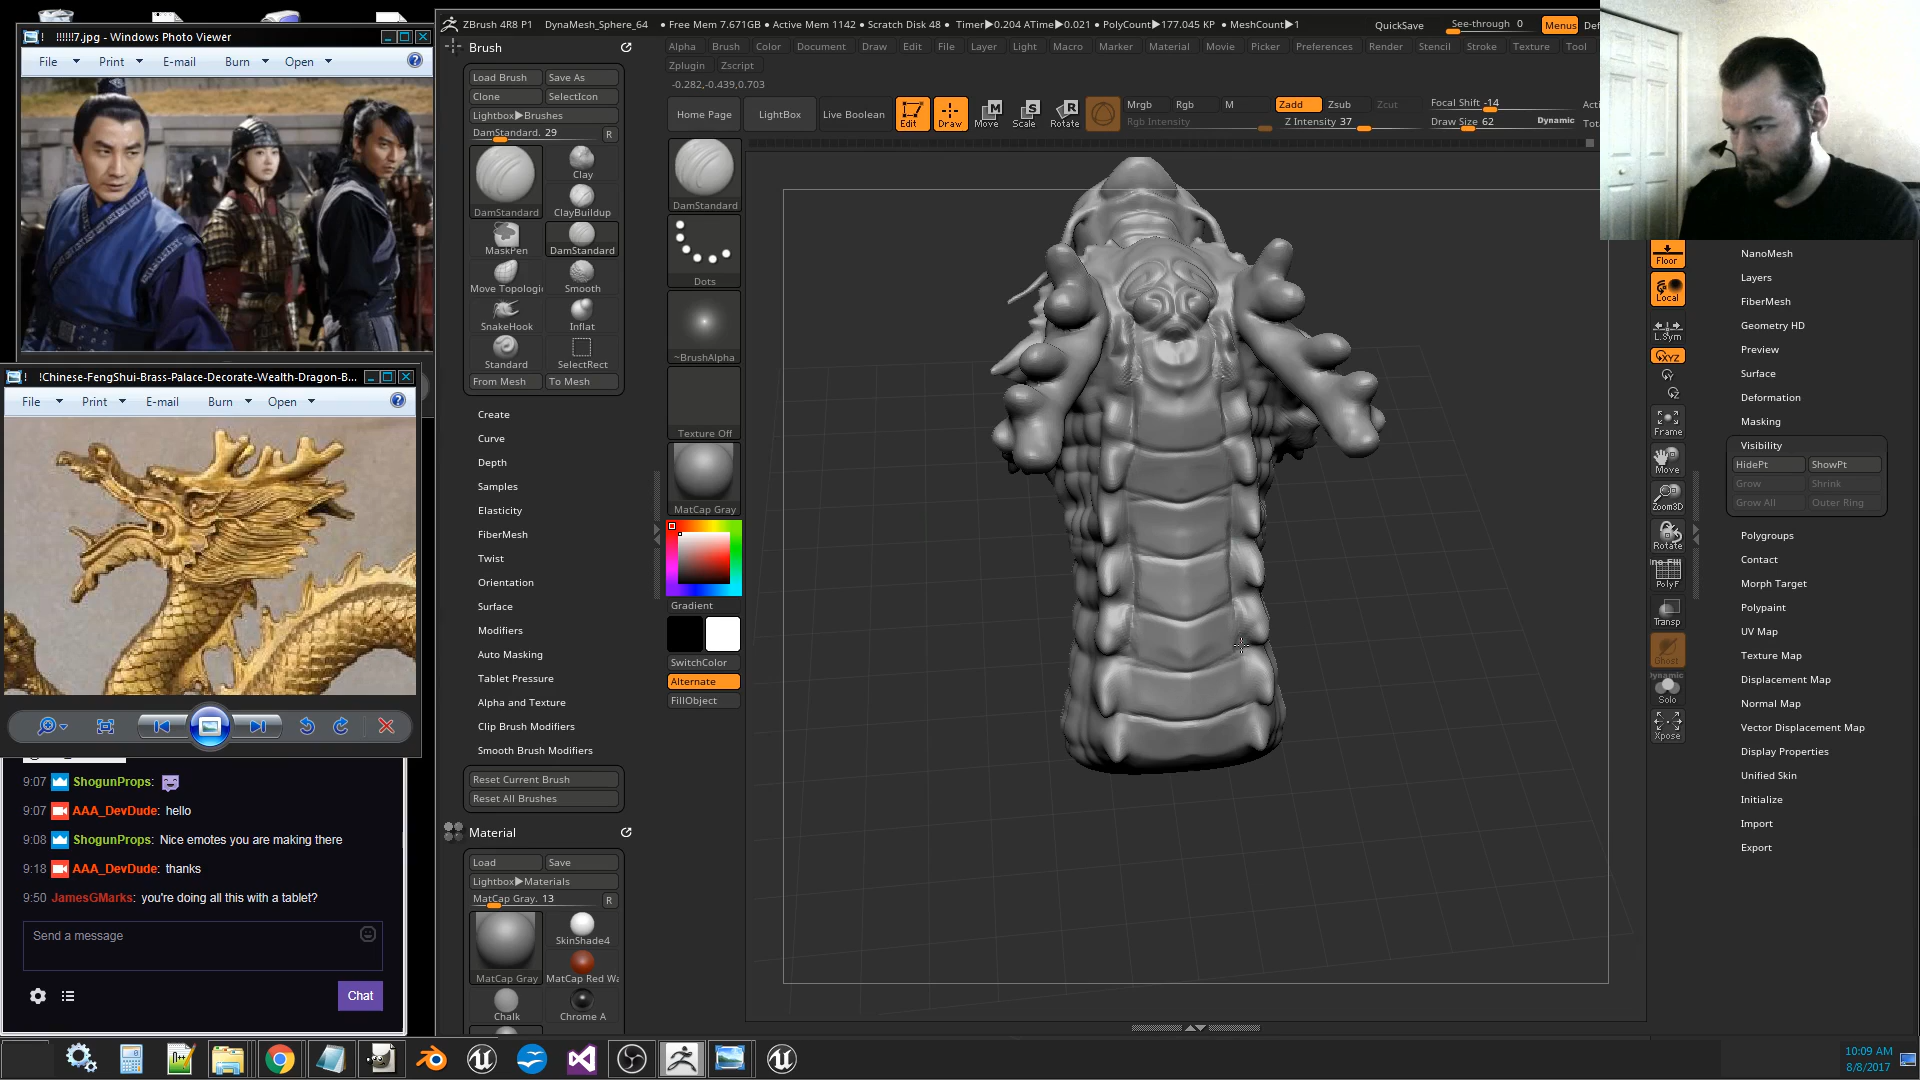 ! !!!!!!7.jpg - Windows Photo Viewer
File Print E-mail Burn Open
! !Chinese-FengShui-Brass-Palace-Decorate-Wealth-Dragon-B...
File Print E-mail Burn Open
9:07 ShogunProps:
9:07 AAA_DevDude: hello
9:08 ShogunProps: Nice emotes you are making there
9:18 AAA_DevDude: thanks
9:50 JamesGMarks: you're doing all this with a tablet?
Send a message
Chat
ZBrush 4R8 P1 DynaMesh_Sphere_64 • Free Mem 7.671GB • Active Mem 1142 • Scratch Disk 48 • Timer▶0.204 ATime▶0.021 • PolyCount▶177.045 KP • MeshCount▶1 QuickSave See-through 0 Menus
Alpha Brush Color Document Draw Edit File Layer Light Macro Marker Material Movie Picker Preferences Render Stencil Stroke Texture Tool
Zplugin Zscript
-0.282,-0.439,0.703
Home Page LightBox Live Boolean Edit Draw Move Scale Rotate
Mrgb Rgb M Zadd Zsub Zcut Focal Shift -14
Rgb Intensity Z Intensity 37 Draw Size 62 Dynamic
Brush
Load Brush Save As
Clone SelectIcon
Lightbox▶Brushes
DamStandard. 29 R
DamStandard Clay
ClayBuildup
MaskPen DamStandard
Move Topologi Smooth
SnakeHook Inflat
Standard SelectRect
From Mesh To Mesh
Create
Curve
Depth
Samples
Elasticity
FiberMesh
Twist
Orientation
Surface
Modifiers
Auto Masking
Tablet Pressure
Alpha and Texture
Clip Brush Modifiers
Smooth Brush Modifiers
Reset Current Brush
Reset All Brushes
Material
Load Save
Lightbox▶Materials
MatCap Gray. 13 R
MatCap Gray SkinShade4
MatCap Red Wa
Chalk Chrome A
DamStandard
Dots
~BrushAlpha
Texture Off
MatCap Gray
Gradient
SwitchColor
Alternate
FillObject
Floor
Local
L.Sym
XYZ
Frame
Move
Zoom3D
Rotate
PolyF
Transp
Ghost
Dynamic
Solo
Xpose
NanoMesh
Layers
FiberMesh
Geometry HD
Preview
Surface
Deformation
Masking
Visibility
HidePt ShowPt
Grow Shrink
Grow All Outer Ring
Polygroups
Contact
Morph Target
Polypaint
UV Map
Texture Map
Displacement Map
Normal Map
Vector Displacement Map
Display Properties
Unified Skin
Initialize
Import
Export
10:09 AM
8/8/2017